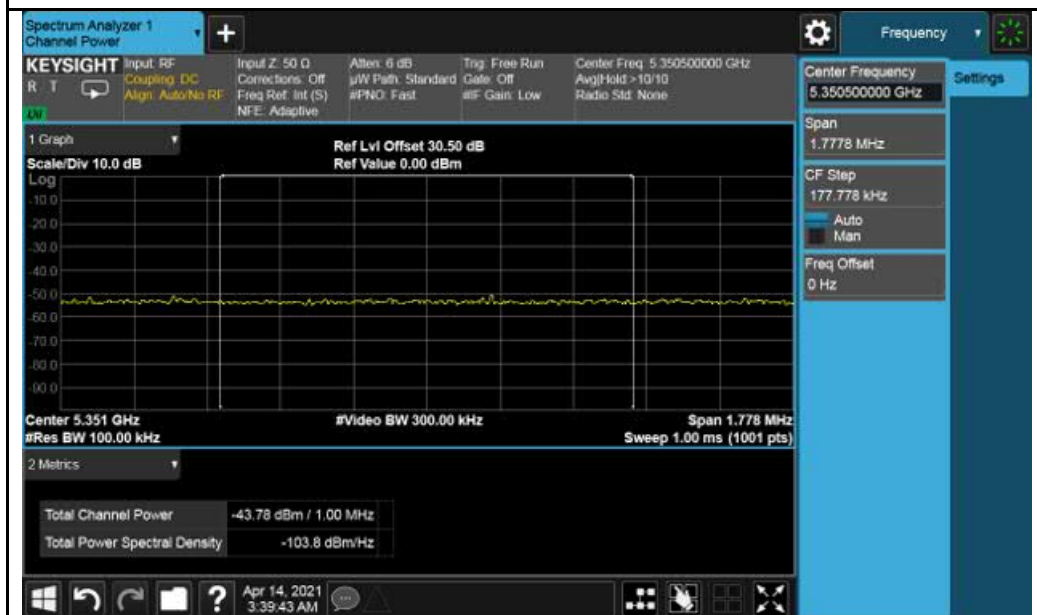 Spectrum Analyzer 1
Channel Power
+
Frequency
KEYSIGHT
R T
Input: RF
Coupling: DC
Align: Auto/No RF
Input Z: 50 Ω
Corrections: Off
Freq Ref: Int (S)
NFE: Adaptive
Atten: 6 dB
µW Path: Standard
#PNO: Fast
Trig: Free Run
Gate: Off
#IF Gain: Low
Center Freq: 5.350500000 GHz
Avg|Hold:>10/10
Radio Std: None
Center Frequency
5.350500000 GHz
Settings
Span
1.7778 MHz
CF Step
177.778 kHz
Auto
Man
Freq Offset
0 Hz
1 Graph
Scale/Div 10.0 dB
Ref Lvl Offset 30.50 dB
Ref Value 0.00 dBm
Log
-10.0
-20.0
-30.0
-40.0
-50.0
-60.0
-70.0
-80.0
-90.0
Center 5.351 GHz
#Video BW 300.00 kHz
Span 1.778 MHz
#Res BW 100.00 kHz
Sweep 1.00 ms (1001 pts)
2 Metrics
Total Channel Power -43.78 dBm / 1.00 MHz
Total Power Spectral Density -103.8 dBm/Hz
?
Apr 14, 2021
3:39:43 AM